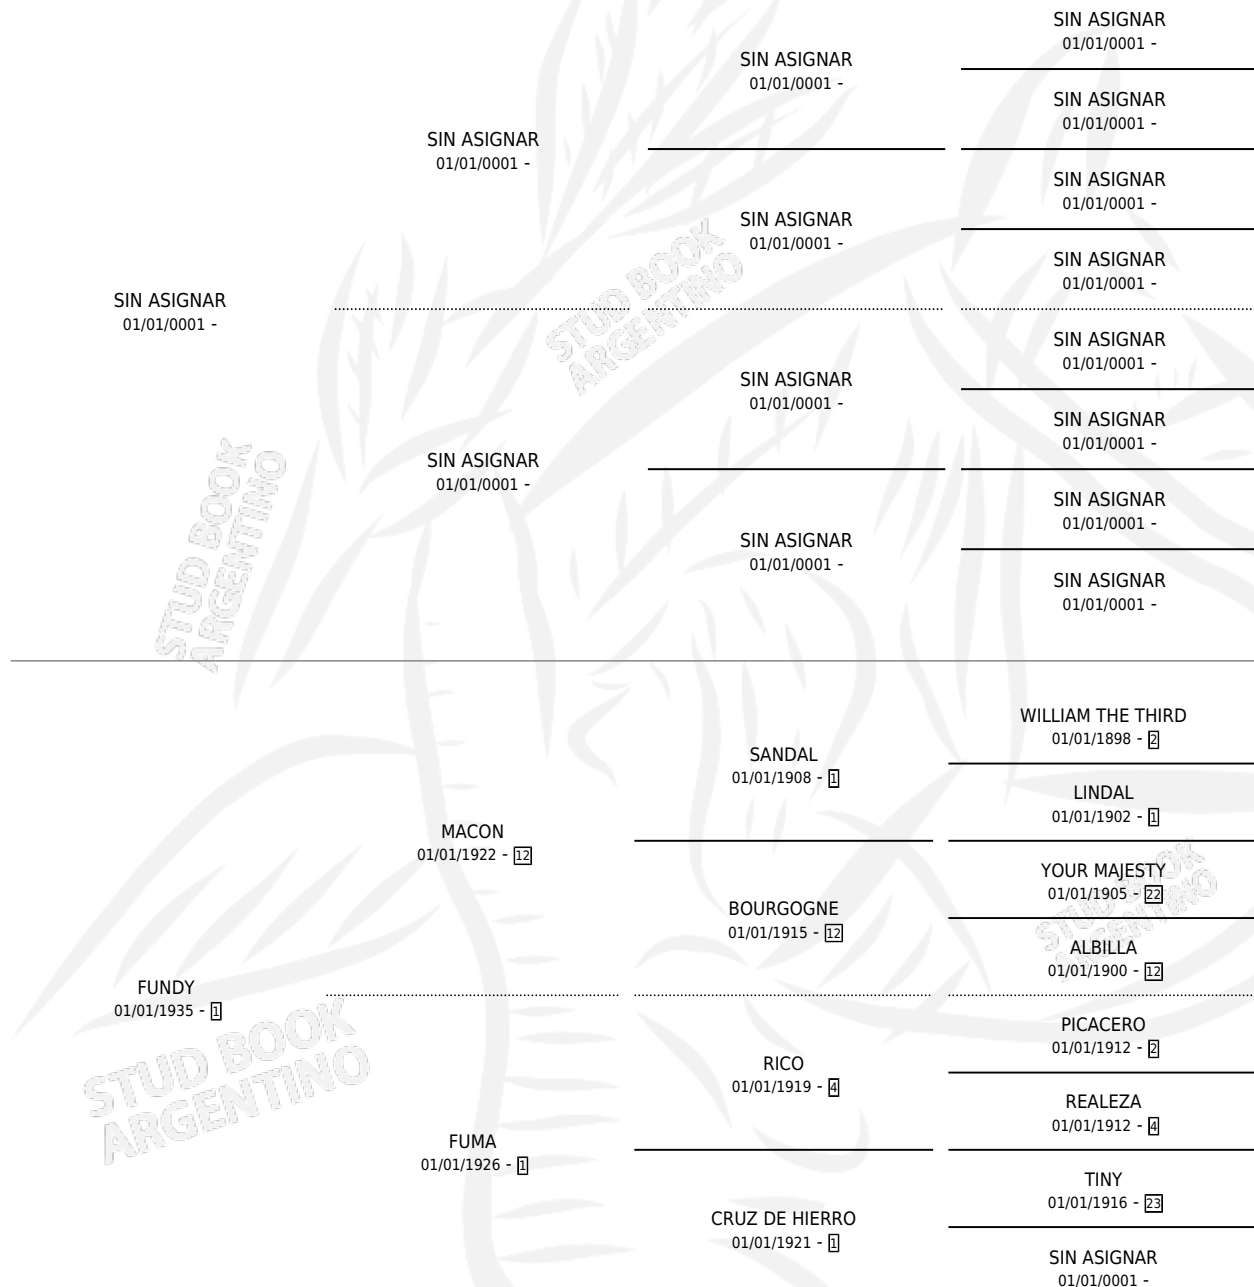 SIN ASIGNAR
01/01/0001 -
SIN ASIGNAR
01/01/0001 -
SIN ASIGNAR
01/01/0001 -
SIN ASIGNAR
01/01/0001 -
SIN ASIGNAR
01/01/0001 -
SIN ASIGNAR
01/01/0001 -
SIN ASIGNAR
01/01/0001 -
STUD BOOK
ARGENTINO
SIN ASIGNAR
01/01/0001 -
SIN ASIGNAR
01/01/0001 -
SIN ASIGNAR
01/01/0001 -
SIN ASIGNAR
01/01/0001 -
SIN ASIGNAR
01/01/0001 -
SIN ASIGNAR
01/01/0001 -
STUD BOOK
ARGENTINO
SIN ASIGNAR
01/01/0001 -
SIN ASIGNAR
01/01/0001 -
SIN ASIGNAR
01/01/0001 -
WILLIAM THE THIRD
01/01/1898 - 2
SANDAL
01/01/1908 - 1
LINDAL
01/01/1902 - 1
MACON
01/01/1922 - 12
YOUR MAJESTY
01/01/1905 - 22
STUD BOOK
ARGENTINO
BOURGOGNE
01/01/1915 - 12
ALBILLA
01/01/1900 - 12
FUNDY
01/01/1935 - 1
STUD BOOK
ARGENTINO
PICACERO
01/01/1912 - 2
RICO
01/01/1919 - 4
REALEZA
01/01/1912 - 4
FUMA
01/01/1926 - 1
TINY
01/01/1916 - 23
CRUZ DE HIERRO
01/01/1921 - 1
SIN ASIGNAR
01/01/0001 -